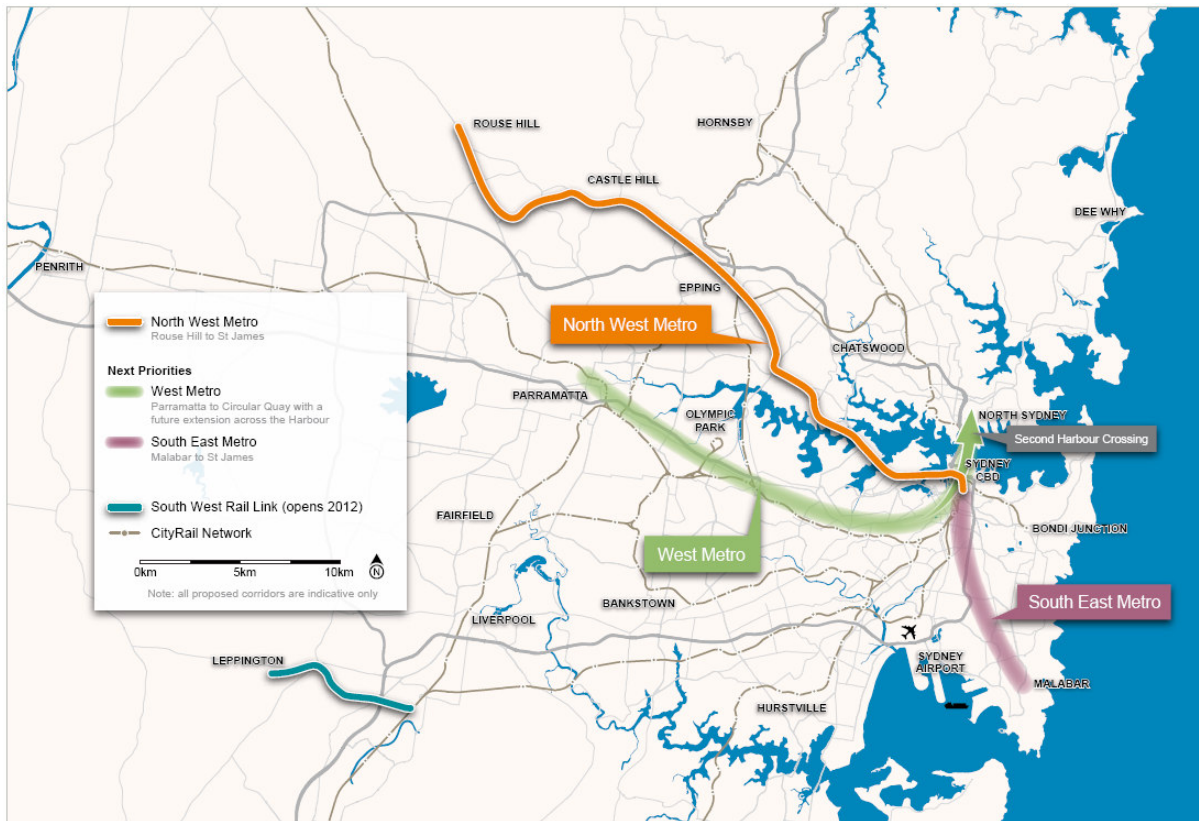 ROUSE HILL
HORNSBY
CASTLE HILL
DEE WHY
PENRITH
EPPING
North West Metro
CHATSWOOD
PARRAMATTA
OLYMPIC
PARK
NORTH SYDNEY
Second Harbour Crossing
SYDNEY
CBD
FAIRFIELD
BONDI JUNCTION
West Metro
BANKSTOWN
South East Metro
LIVERPOOL
LEPPINGTON
SYDNEY
AIRPORT
MALABAR
HURSTVILLE
North West Metro
Rouse Hill to St James
Next Priorities
West Metro
Parramatta to Circular Quay with a
future extension across the Harbour
South East Metro
Malabar to St James
South West Rail Link (opens 2012)
CityRail Network
0km 5km 10km
N
Note: all proposed corridors are indicative only